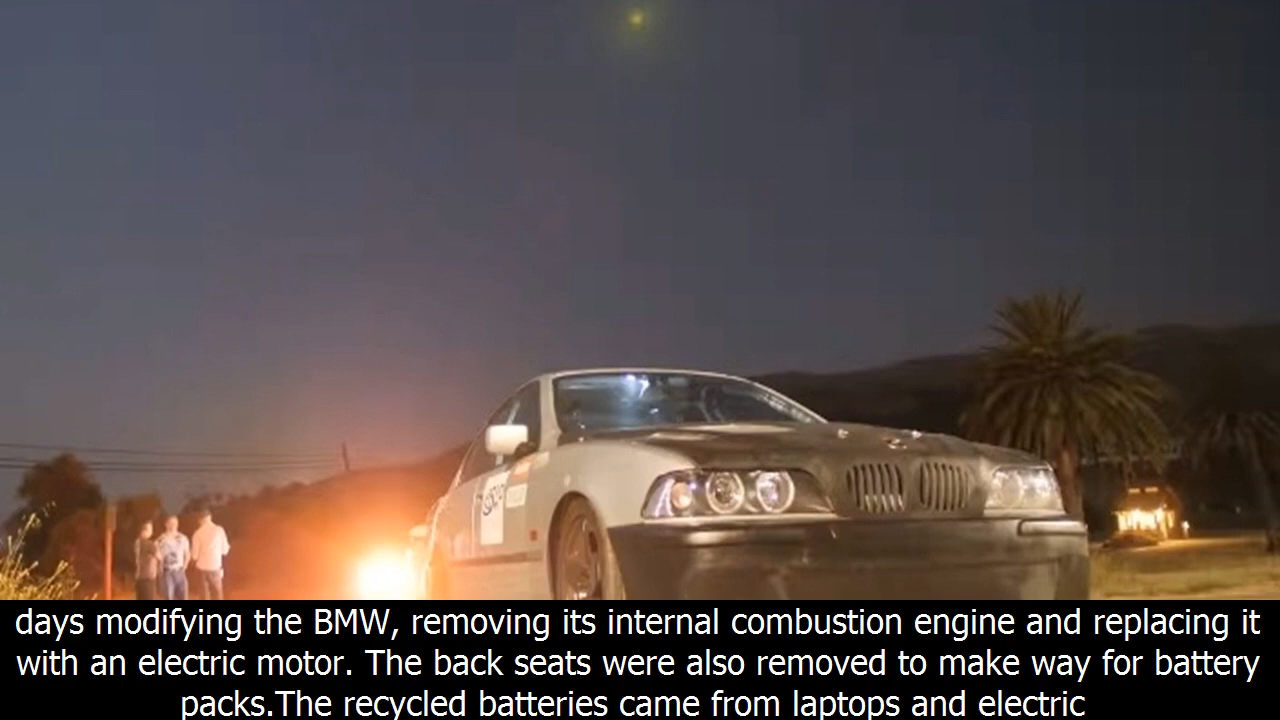 days modifying the BMW, removing its internal combustion engine and replacing it
with an electric motor. The back seats were also removed to make way for battery
packs.The recycled batteries came from laptops and electric